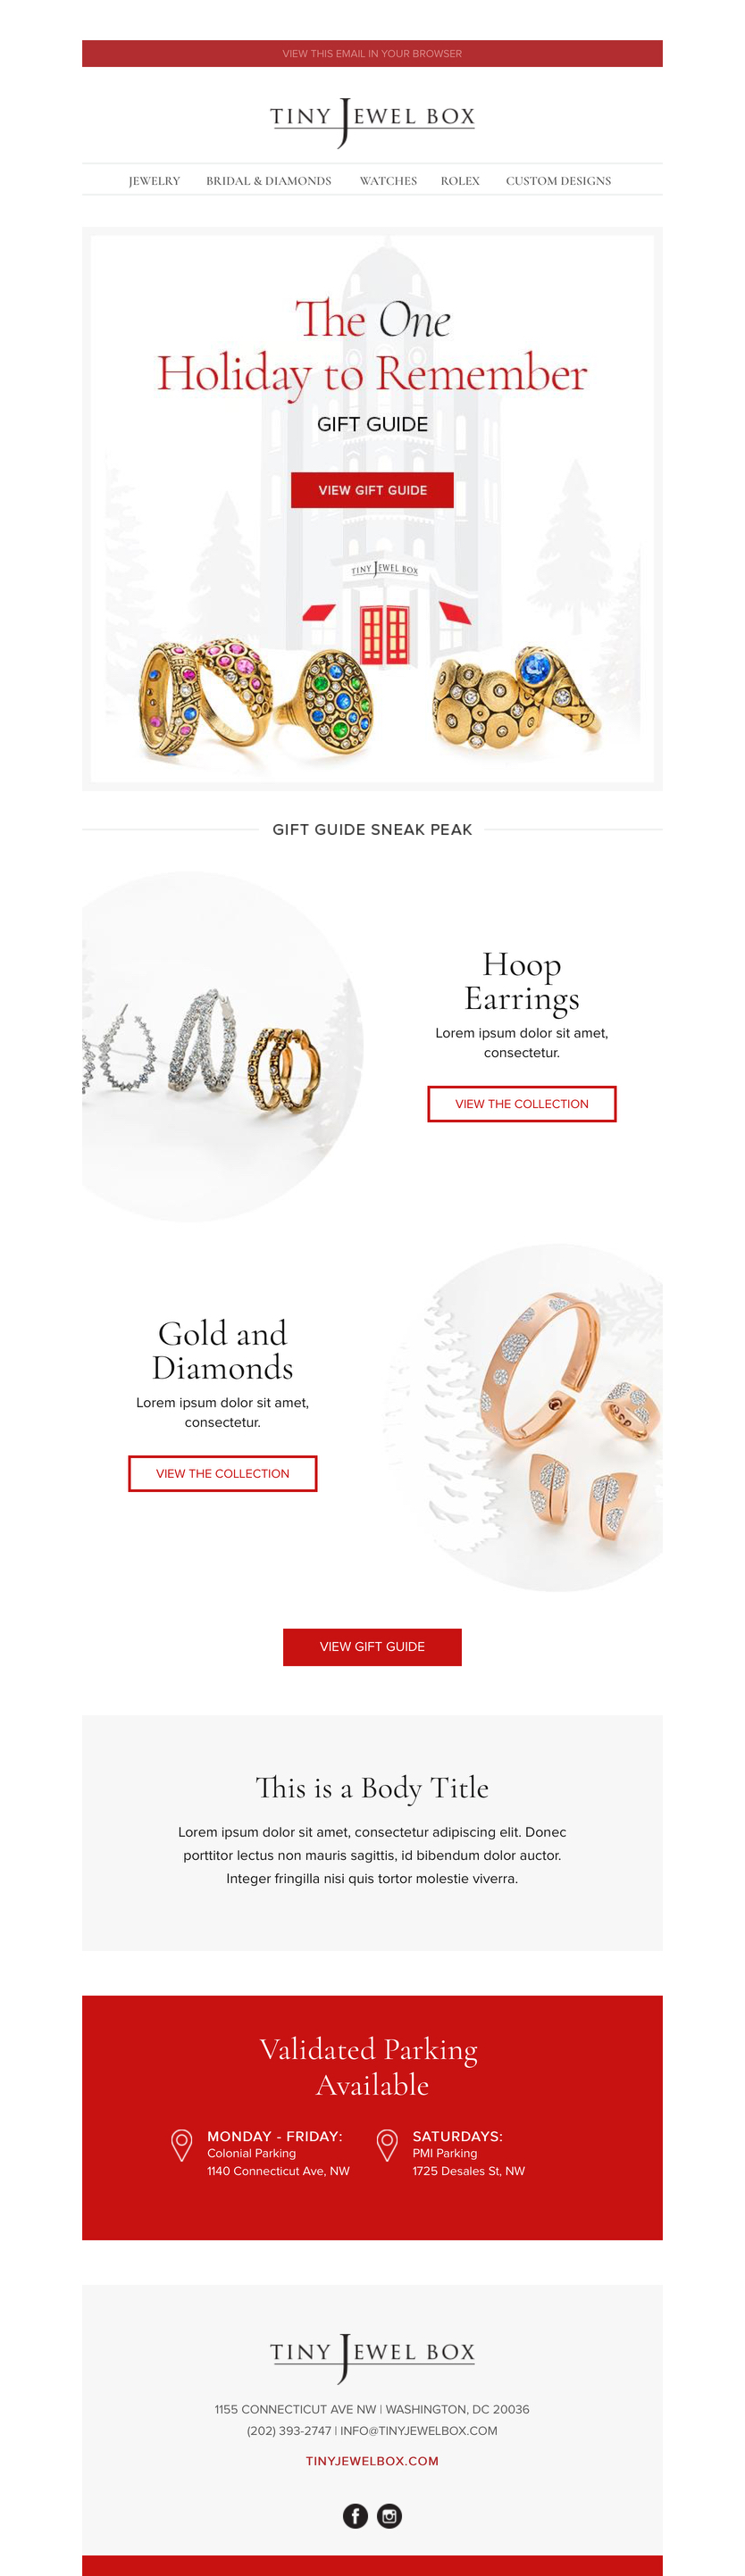 VIEW THIS EMAIL IN YOUR BROWSER
TINY JEWEL BOX
JEWELRY BRIDAL & DIAMONDS WATCHES ROLEX CUSTOM DESIGNS
The One
Holiday to Remember
GIFT GUIDE
VIEW GIFT GUIDE
TINY JEWEL BOX
GIFT GUIDE SNEAK PEAK
Hoop
Earrings
Lorem ipsum dolor sit amet,
consectetur.
VIEW THE COLLECTION
Gold and
Diamonds
Lorem ipsum dolor sit amet,
consectetur.
VIEW THE COLLECTION
VIEW GIFT GUIDE
This is a Body Title
Lorem ipsum dolor sit amet, consectetur adipiscing elit. Donec
porttitor lectus non mauris sagittis, id bibendum dolor auctor.
Integer fringilla nisi quis tortor molestie viverra.
Validated Parking
Available
MONDAY - FRIDAY:
Colonial Parking
1140 Connecticut Ave, NW
SATURDAYS:
PMI Parking
1725 Desales St, NW
TINY JEWEL BOX
1155 CONNECTICUT AVE NW | WASHINGTON, DC 20036
(202) 393-2747 | INFO@TINYJEWELBOX.COM
TINYJEWELBOX.COM